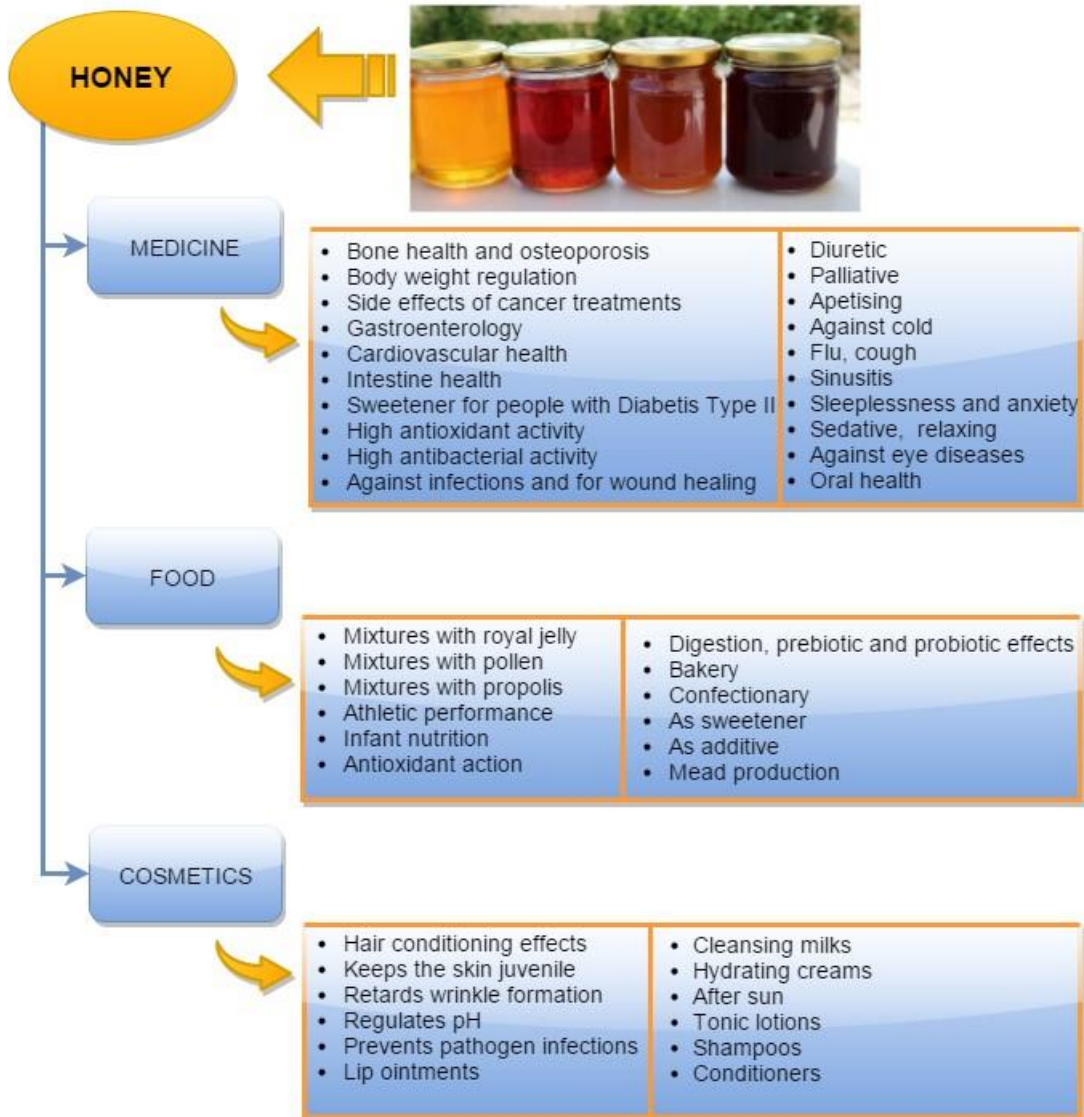 HONEY
MEDICINE
• Bone health and osteoporosis
• Body weight regulation
• Side effects of cancer treatments
• Gastroenterology
• Cardiovascular health
• Intestine health
• Sweetener for people with Diabetis Type II
• High antioxidant activity
• High antibacterial activity
• Against infections and for wound healing
• Diuretic
• Palliative
• Apetising
• Against cold
• Flu, cough
• Sinusitis
• Sleeplessness and anxiety
• Sedative, relaxing
• Against eye diseases
• Oral health
FOOD
• Mixtures with royal jelly
• Mixtures with pollen
• Mixtures with propolis
• Athletic performance
• Infant nutrition
• Antioxidant action
• Digestion, prebiotic and probiotic effects
• Bakery
• Confectionary
• As sweetener
• As additive
• Mead production
COSMETICS
• Hair conditioning effects
• Keeps the skin juvenile
• Retards wrinkle formation
• Regulates pH
• Prevents pathogen infections
• Lip ointments
• Cleansing milks
• Hydrating creams
• After sun
• Tonic lotions
• Shampoos
• Conditioners